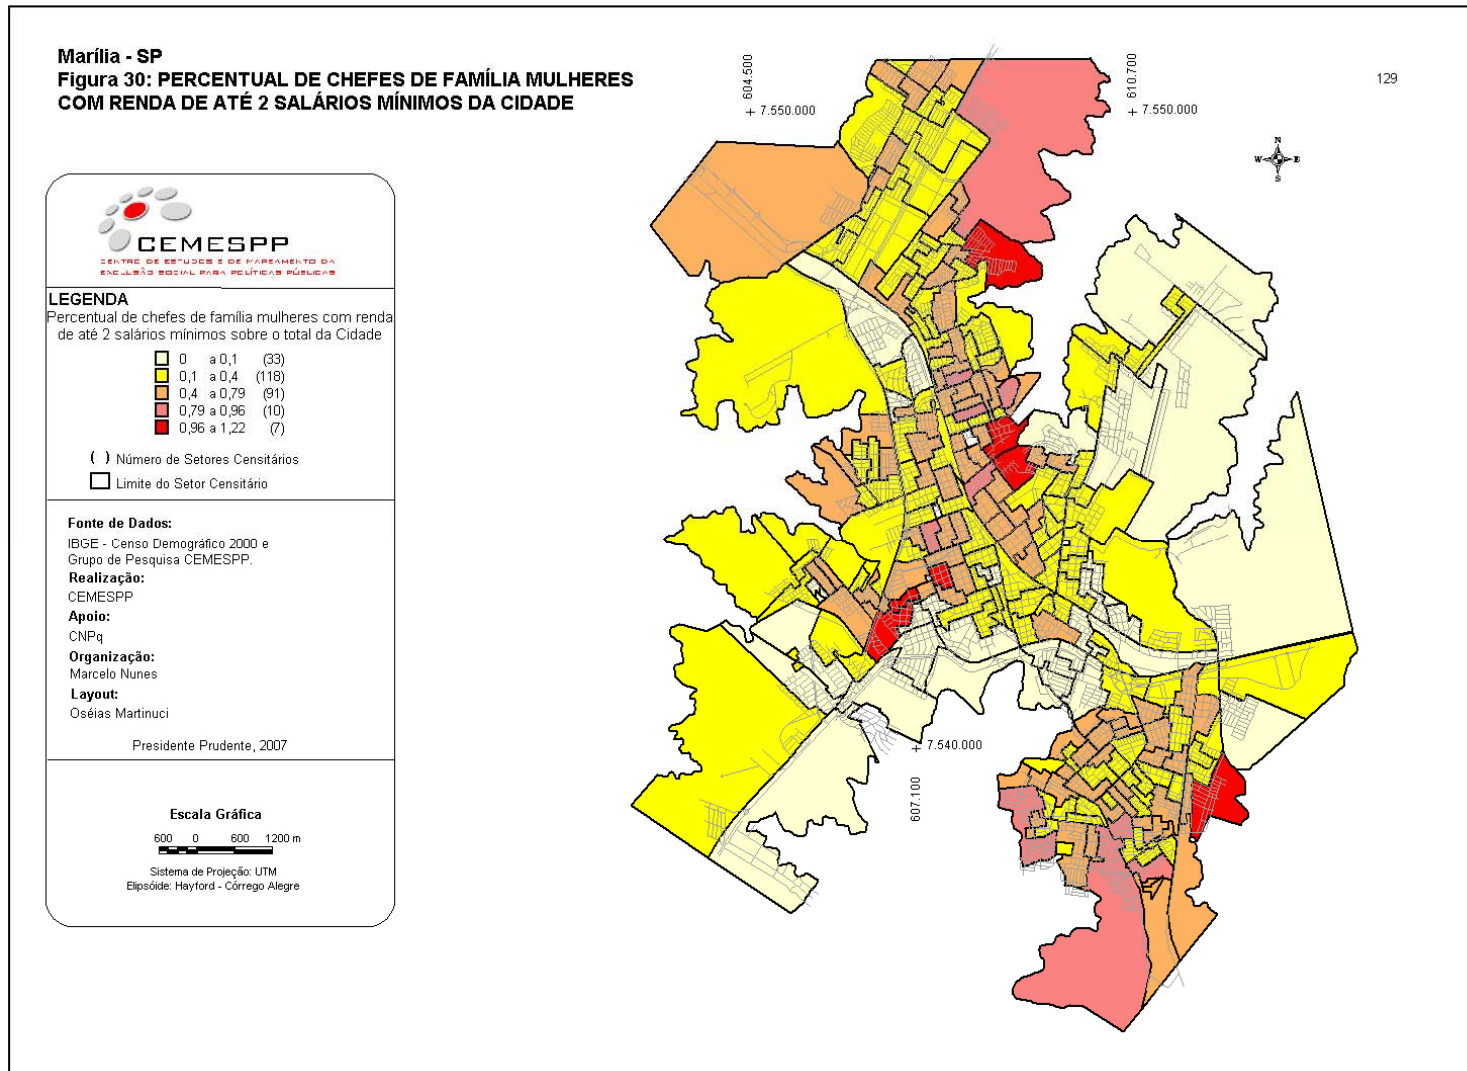 Marília - SP
Figura 30: PERCENTUAL DE CHEFES DE FAMÍLIA MULHERES
COM RENDA DE ATÉ 2 SALÁRIOS MÍNIMOS DA CIDADE
129
604.500
+ 7.550.000
610.700
+ 7.550.000
N
W E
S
CEMESPP
CENTRO DE ESTUDOS E DE MAPEAMENTO DA
EXCLUSÃO SOCIAL PARA POLÍTICAS PÚBLICAS
LEGENDA
Percentual de chefes de família mulheres com renda
de até 2 salários mínimos sobre o total da Cidade
0 a 0,1 (33)
0,1 a 0,4 (118)
0,4 a 0,79 (91)
0,79 a 0,96 (10)
0,96 a 1,22 (7)
( ) Número de Setores Censitários
Limite do Setor Censitário
Fonte de Dados:
IBGE - Censo Demográfico 2000 e
Grupo de Pesquisa CEMESPP.
Realização:
CEMESPP
Apoio:
CNPq
Organização:
Marcelo Nunes
Layout:
Oséias Martinuci
Presidente Prudente, 2007
Escala Gráfica
600 0 600 1200 m
Sistema de Projeção: UTM
Elipsóide: Hayford - Córrego Alegre
+ 7.540.000
607.100